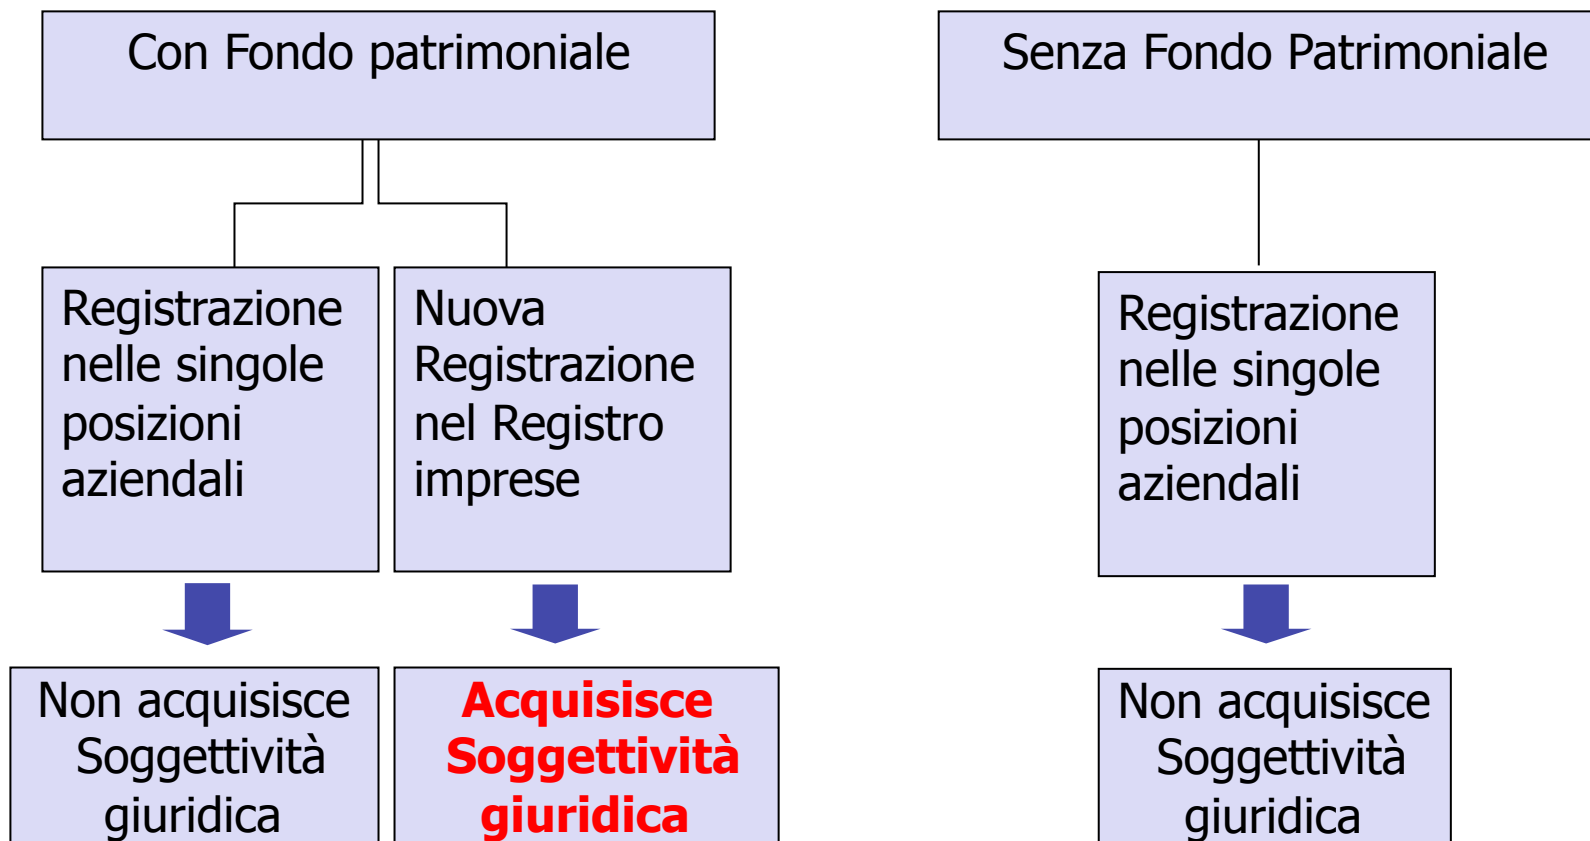 Con Fondo patrimoniale
Senza Fondo Patrimoniale
Registrazione
nelle singole
posizioni
aziendali
Nuova
Registrazione
nel Registro
imprese
Registrazione
nelle singole
posizioni
aziendali
Non acquisisce
Soggettività
giuridica
Acquisisce
Soggettività
giuridica
Non acquisisce
Soggettività
giuridica